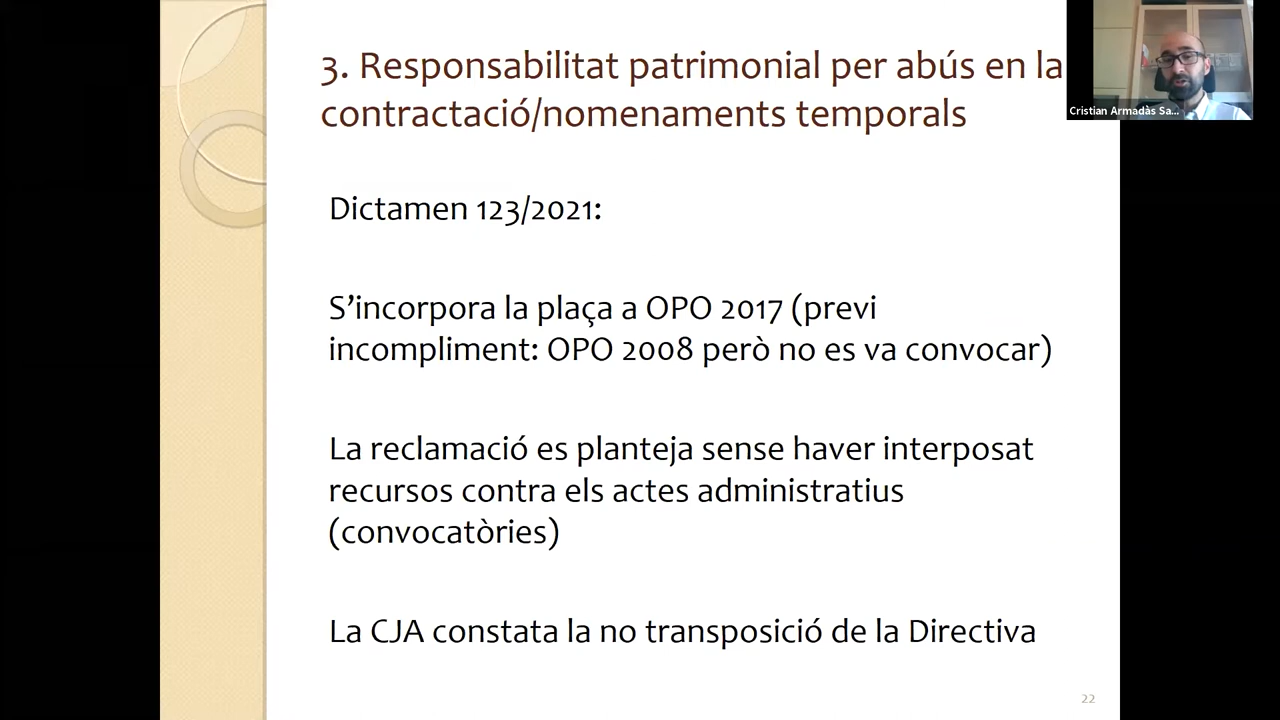 3. Responsabilitat patrimonial per abús en la
contractació/nomenaments temporals
Cristian Armadàs Sa...
Dictamen 123/2021:
S’incorpora la plaça a OPO 2017 (previ
incompliment: OPO 2008 però no es va convocar)
La reclamació es planteja sense haver interposat
recursos contra els actes administratius
(convocatòries)
La CJA constata la no transposició de la Directiva
22